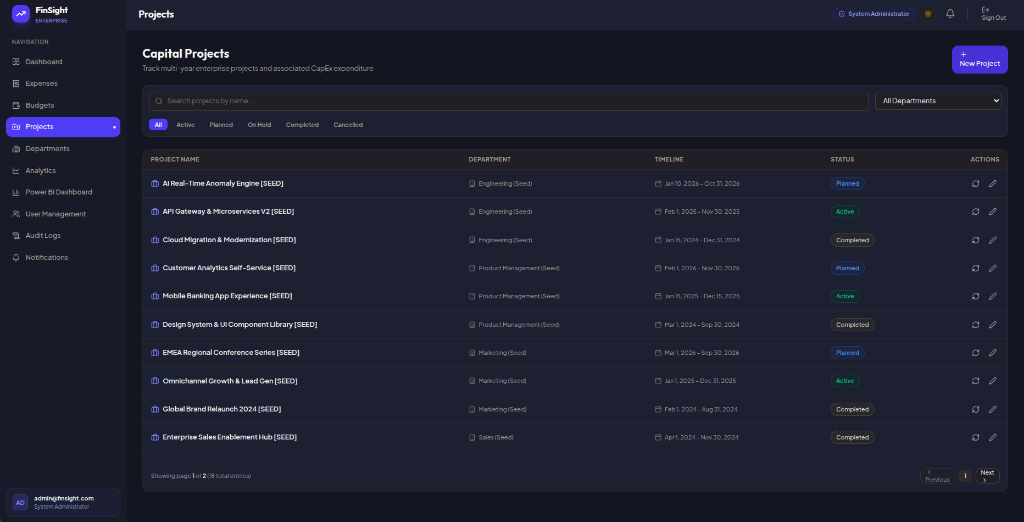 FinSight
ENTERPRISE
Projects
System Administrator
Sign Out
NAVIGATION
Dashboard
Expenses
Budgets
Projects
Departments
Analytics
Power BI Dashboard
User Management
Audit Logs
Notifications
AD
admin@finsight.com
System Administrator
Capital Projects
Track multi-year enterprise projects and associated CapEx expenditure
+
New Project
Search projects by name...
All Departments
All Active Planned On Hold Completed Cancelled
PROJECT NAME DEPARTMENT TIMELINE STATUS ACTIONS
AI Real-Time Anomaly Engine [SEED] Engineering (Seed) Jan 10, 2026 - Oct 31, 2026 Planned
API Gateway & Microservices V2 [SEED] Engineering (Seed) Feb 1, 2025 - Nov 30, 2025 Active
Cloud Migration & Modernization [SEED] Engineering (Seed) Jan 15, 2024 - Dec 31, 2024 Completed
Customer Analytics Self-Service [SEED] Product Management (Seed) Feb 1, 2026 - Nov 30, 2026 Planned
Mobile Banking App Experience [SEED] Product Management (Seed) Jan 15, 2025 - Dec 15, 2025 Active
Design System & UI Component Library [SEED] Product Management (Seed) Mar 1, 2024 - Sep 30, 2024 Completed
EMEA Regional Conference Series [SEED] Marketing (Seed) Mar 1, 2026 - Sep 30, 2026 Planned
Omnichannel Growth & Lead Gen [SEED] Marketing (Seed) Jan 1, 2025 - Dec 31, 2025 Active
Global Brand Relaunch 2024 [SEED] Marketing (Seed) Feb 1, 2024 - Aug 31, 2024 Completed
Enterprise Sales Enablement Hub [SEED] Sales (Seed) Apr 1, 2024 - Nov 30, 2024 Completed
Showing page 1 of 2 (18 total entries)
Previous
1
Next